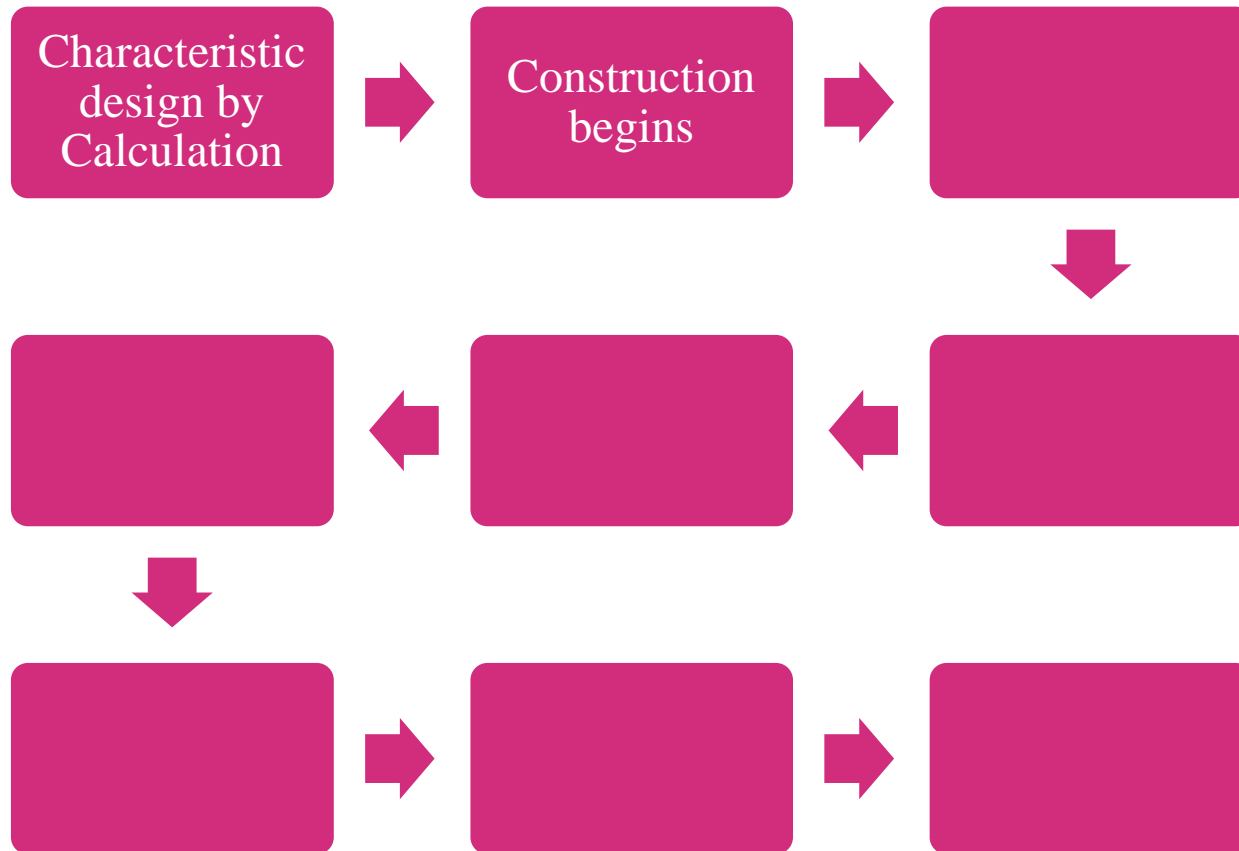 Characteristic
design by
Calculation
Construction
begins